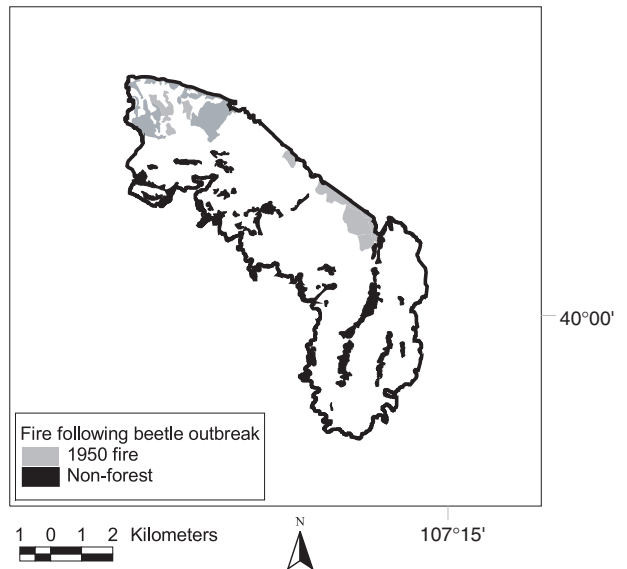 40°00'
Fire following beetle outbreak
1950 fire
Non-forest
1 0 1 2 Kilometers
N
107°15'